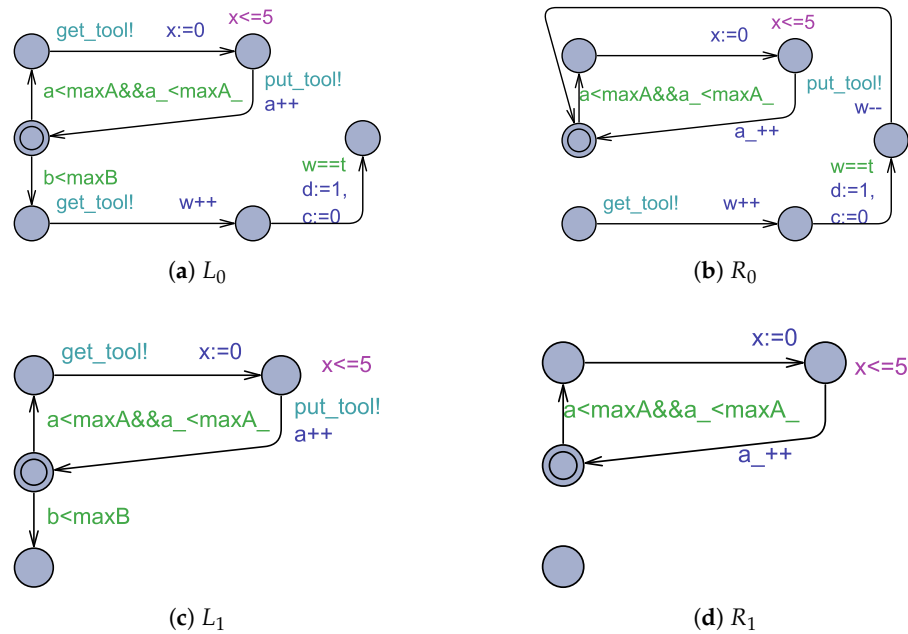 x<=5
get_tool! x:=0
put_tool!
a<maxA&&a_<maxA_
a++
b<maxB
w==t
get_tool! w++
d:=1,
c:=0
(a) L0
x<=5
x:=0
put_tool!
a<maxA&&a_<maxA_
w--
a_++
w==t
get_tool! w++
d:=1,
c:=0
(b) R0
get_tool! x:=0
x<=5
put_tool!
a<maxA&&a_<maxA_
a++
b<maxB
(c) L1
x:=0
x<=5
a<maxA&&a_<maxA_
a_++
(d) R1